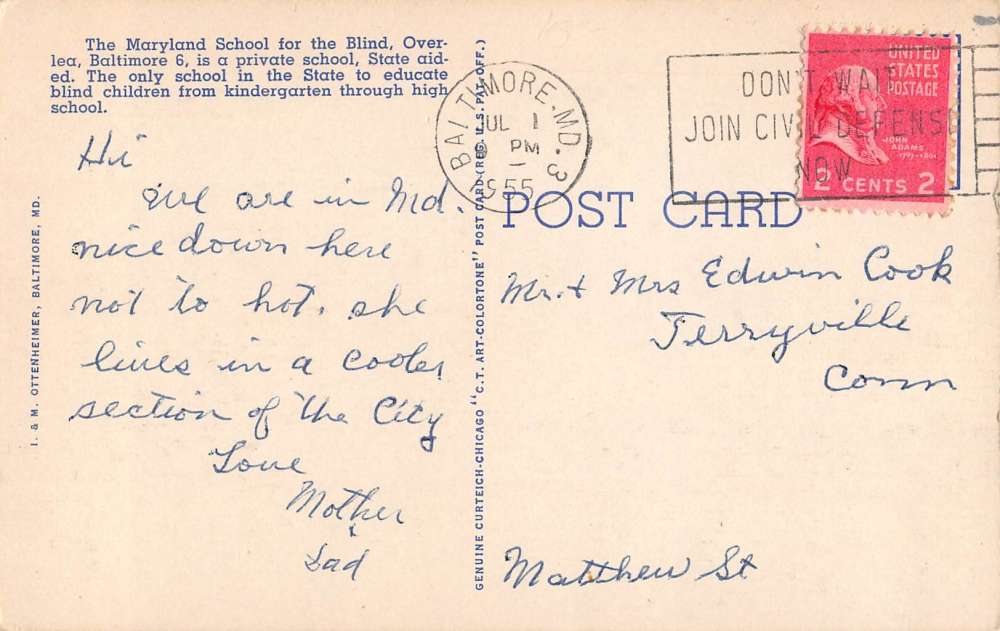 The Maryland School for the Blind, Over-
lea, Baltimore 6, is a private school, State aid-
ed. The only school in the State to educate
blind children from kindergarten through high
school.
Hi
We are in Md.
nice down here
not to hot. she
lives in a cooler
section of the City
Love
Mother
Dad
I. & M. OTTENHEIMER, BALTIMORE, MD.
GENUINE CURTEICH-CHICAGO "C.T. ART-COLORTONE" POST CARD (REG. U.S. PAT. OFF.)
BALTIMORE, MD. 3
JUL 1
PM
1955
DON'T WAIT
JOIN CIVIL DEFENSE
NOW
UNITED
STATES
POSTAGE
JOHN
ADAMS
1797-1801
2 CENTS 2
POST CARD
Mr. + Mrs Edwin Cook
Terryville
Conn
Matthew St